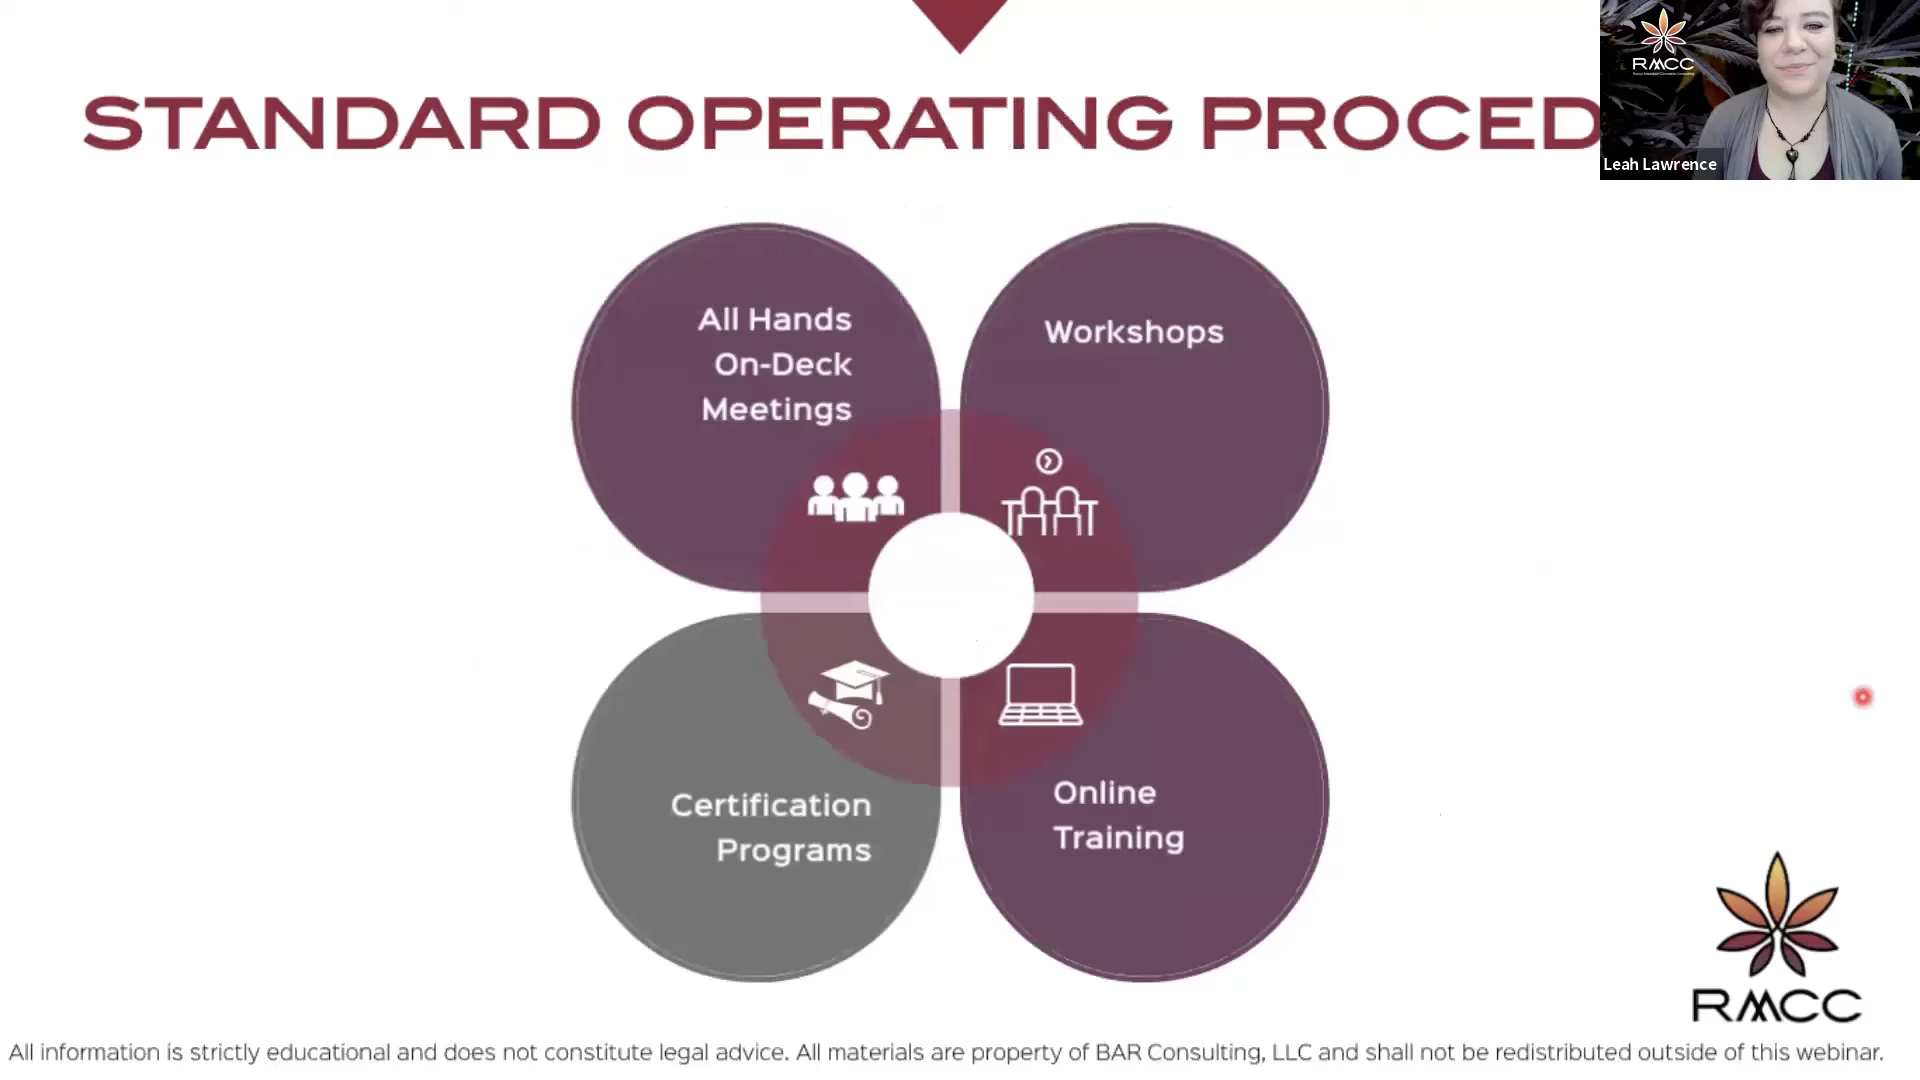 STANDARD OPERATING PROCED
RMCC
Leah Lawrence
All Hands
On-Deck
Meetings
Workshops
Certification
Programs
Online
Training
RMCC
All information is strictly educational and does not constitute legal advice. All materials are property of BAR Consulting, LLC and shall not be redistributed outside of this webinar.